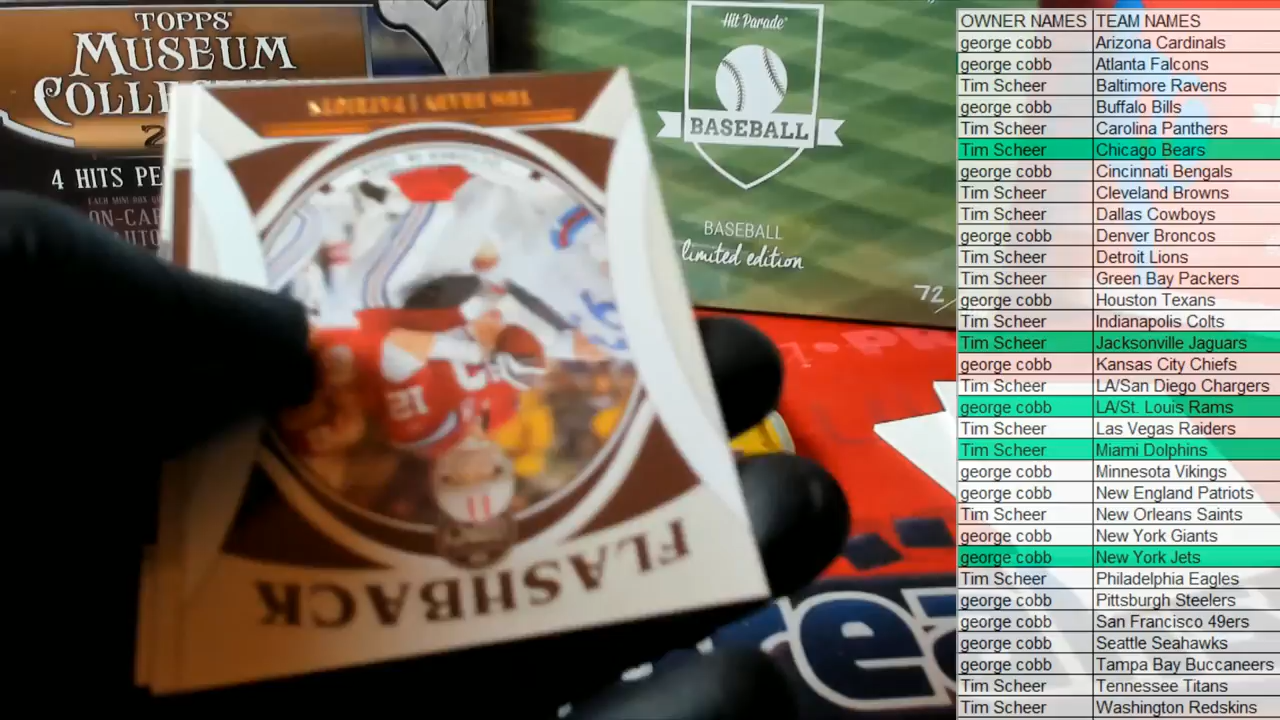 TOPPS
MUSEUM
4 HITS PE
Hit Parade
BASEBALL
BASEBALL
limited edition
72
FLASHBACK
OWNER NAMES TEAM NAMES
george cobb Arizona Cardinals
george cobb Atlanta Falcons
Tim Scheer Baltimore Ravens
george cobb Buffalo Bills
Tim Scheer Carolina Panthers
Tim Scheer Chicago Bears
george cobb Cincinnati Bengals
Tim Scheer Cleveland Browns
Tim Scheer Dallas Cowboys
george cobb Denver Broncos
Tim Scheer Detroit Lions
Tim Scheer Green Bay Packers
george cobb Houston Texans
Tim Scheer Indianapolis Colts
Tim Scheer Jacksonville Jaguars
george cobb Kansas City Chiefs
Tim Scheer LA/San Diego Chargers
george cobb LA/St. Louis Rams
Tim Scheer Las Vegas Raiders
Tim Scheer Miami Dolphins
george cobb Minnesota Vikings
george cobb New England Patriots
Tim Scheer New Orleans Saints
george cobb New York Giants
george cobb New York Jets
Tim Scheer Philadelphia Eagles
george cobb Pittsburgh Steelers
george cobb San Francisco 49ers
george cobb Seattle Seahawks
george cobb Tampa Bay Buccaneers
Tim Scheer Tennessee Titans
Tim Scheer Washington Redskins